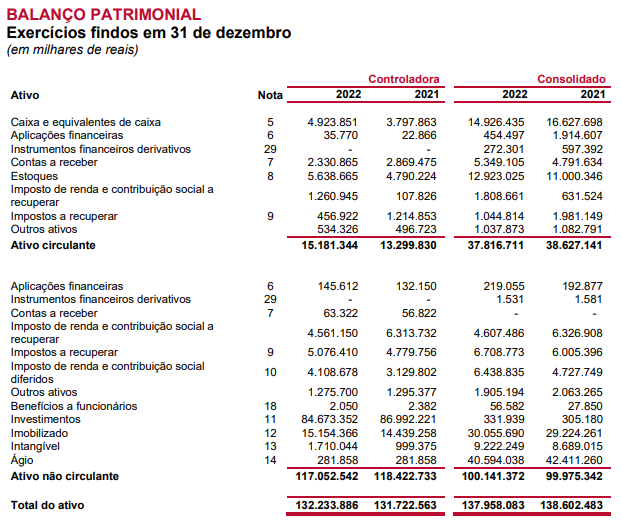 BALANÇO PATRIMONIAL
Exercícios findos em 31 de dezembro
(em milhares de reais)
Controladora Consolidado
Ativo Nota 2022 2021 2022 2021
Caixa e equivalentes de caixa 5 4.923.851 3.797.863 14.926.435 16.627.698
Aplicações financeiras 6 35.770 22.866 454.497 1.914.607
Instrumentos financeiros derivativos 29 - - 272.301 597.392
Contas a receber 7 2.330.865 2.869.475 5.349.105 4.791.634
Estoques 8 5.638.665 4.790.224 12.923.025 11.000.346
Imposto de renda e contribuição social a
recuperar 1.260.945 107.826 1.808.661 631.524
Impostos a recuperar 9 456.922 1.214.853 1.044.814 1.981.149
Outros ativos 534.326 496.723 1.037.873 1.082.791
Ativo circulante 15.181.344 13.299.830 37.816.711 38.627.141
Aplicações financeiras 6 145.612 132.150 219.055 192.877
Instrumentos financeiros derivativos 29 - - 1.531 1.581
Contas a receber 7 63.322 56.822 - -
Imposto de renda e contribuição social a
recuperar 4.561.150 6.313.732 4.607.486 6.326.908
Impostos a recuperar 9 5.076.410 4.779.756 6.708.773 6.005.396
Imposto de renda e contribuição social
diferidos 10 4.108.678 3.129.802 6.438.835 4.727.749
Outros ativos 1.275.700 1.295.377 1.905.194 2.063.265
Benefícios a funcionários 18 2.050 2.382 56.582 27.850
Investimentos 11 84.673.352 86.992.221 331.939 305.180
Imobilizado 12 15.154.366 14.439.258 30.055.690 29.224.261
Intangível 13 1.710.044 999.375 9.222.249 8.689.015
Ágio 14 281.858 281.858 40.594.038 42.411.260
Ativo não circulante 117.052.542 118.422.733 100.141.372 99.975.342
Total do ativo 132.233.886 131.722.563 137.958.083 138.602.483